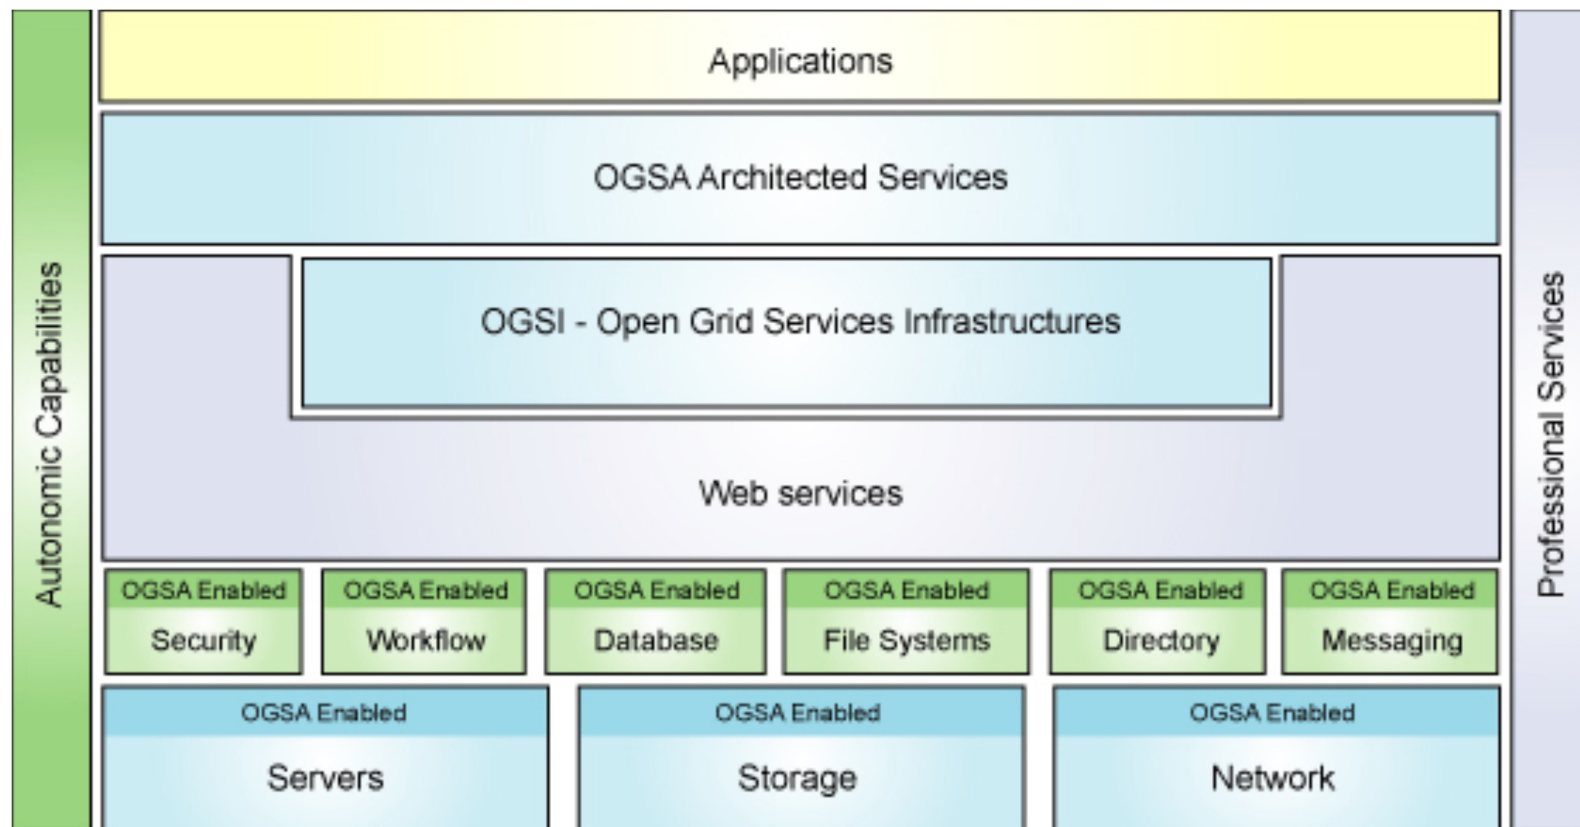 Applications
OGSA Architected Services
OGSI - Open Grid Services Infrastructures
Web services
OGSA Enabled
Security
OGSA Enabled
Workflow
OGSA Enabled
Database
OGSA Enabled
File Systems
OGSA Enabled
Directory
OGSA Enabled
Messaging
OGSA Enabled
Servers
OGSA Enabled
Storage
OGSA Enabled
Network
Autonomic Capabilities
Professional Services